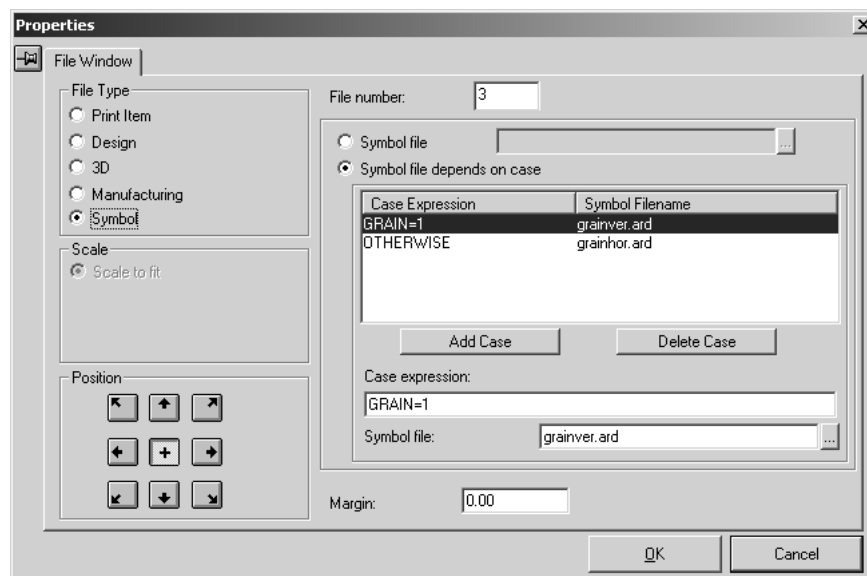 Properties
File Window
File Type
Print Item
Design
3D
Manufacturing
Symbol
Scale
Scale to fit
Position
File number: 3
Symbol file ...
Symbol file depends on case
Case Expression Symbol Filename
GRAIN=1 grainver.ard
OTHERWISE grainhor.ard
Add Case Delete Case
Case expression:
GRAIN=1
Symbol file: grainver.ard ...
Margin: 0.00
OK Cancel